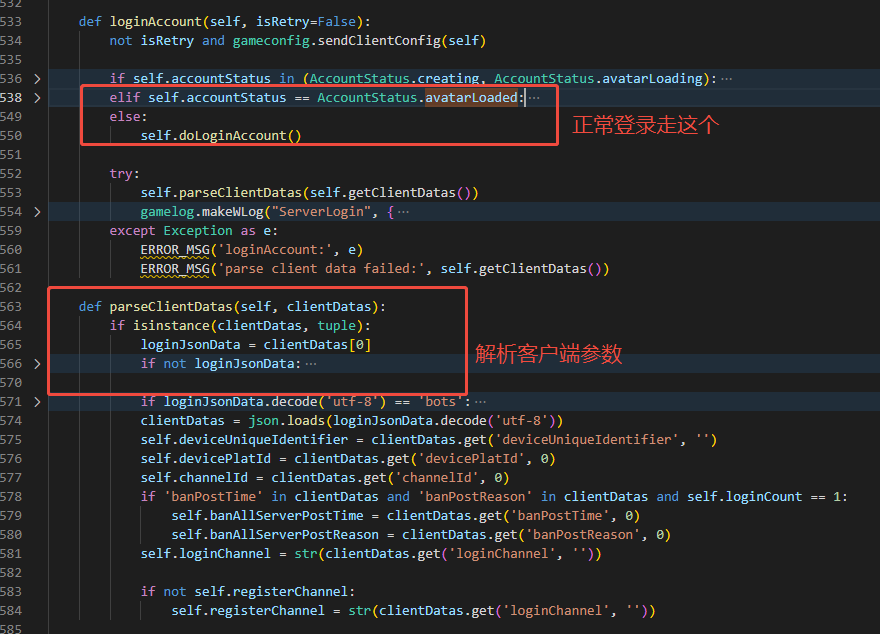 532
533 def loginAccount(self, isRetry=False):
534 not isRetry and gameconfig.sendClientConfig(self)
535
536 if self.accountStatus in (AccountStatus.creating, AccountStatus.avatarLoading): ···
538 elif self.accountStatus == AccountStatus.avatarLoaded: ···
549 else:
正常登录走这个
550 self.doLoginAccount()
551
552 try:
553 self.parseClientDatas(self.getClientDatas())
554 gamelog.makeWLog("ServerLogin", { ···
559 except Exception as e:
560 ERROR_MSG('loginAccount:', e)
561 ERROR_MSG('parse client data failed:', self.getClientDatas())
562
563 def parseClientDatas(self, clientDatas):
564 if isinstance(clientDatas, tuple):
565 loginJsonData = clientDatas[0]
解析客户端参数
566 if not loginJsonData: ···
570
571 if loginJsonData.decode('utf-8') == 'bots': ···
574 clientDatas = json.loads(loginJsonData.decode('utf-8'))
575 self.deviceUniqueIdentifier = clientDatas.get('deviceUniqueIdentifier', '')
576 self.devicePlatId = clientDatas.get('devicePlatId', 0)
577 self.channelId = clientDatas.get('channelId', 0)
578 if 'banPostTime' in clientDatas and 'banPostReason' in clientDatas and self.loginCount == 1:
579 self.banAllServerPostTime = clientDatas.get('banPostTime', 0)
580 self.banAllServerPostReason = clientDatas.get('banPostReason', 0)
581 self.loginChannel = str(clientDatas.get('loginChannel', ''))
582
583 if not self.registerChannel:
584 self.registerChannel = str(clientDatas.get('loginChannel', ''))
585